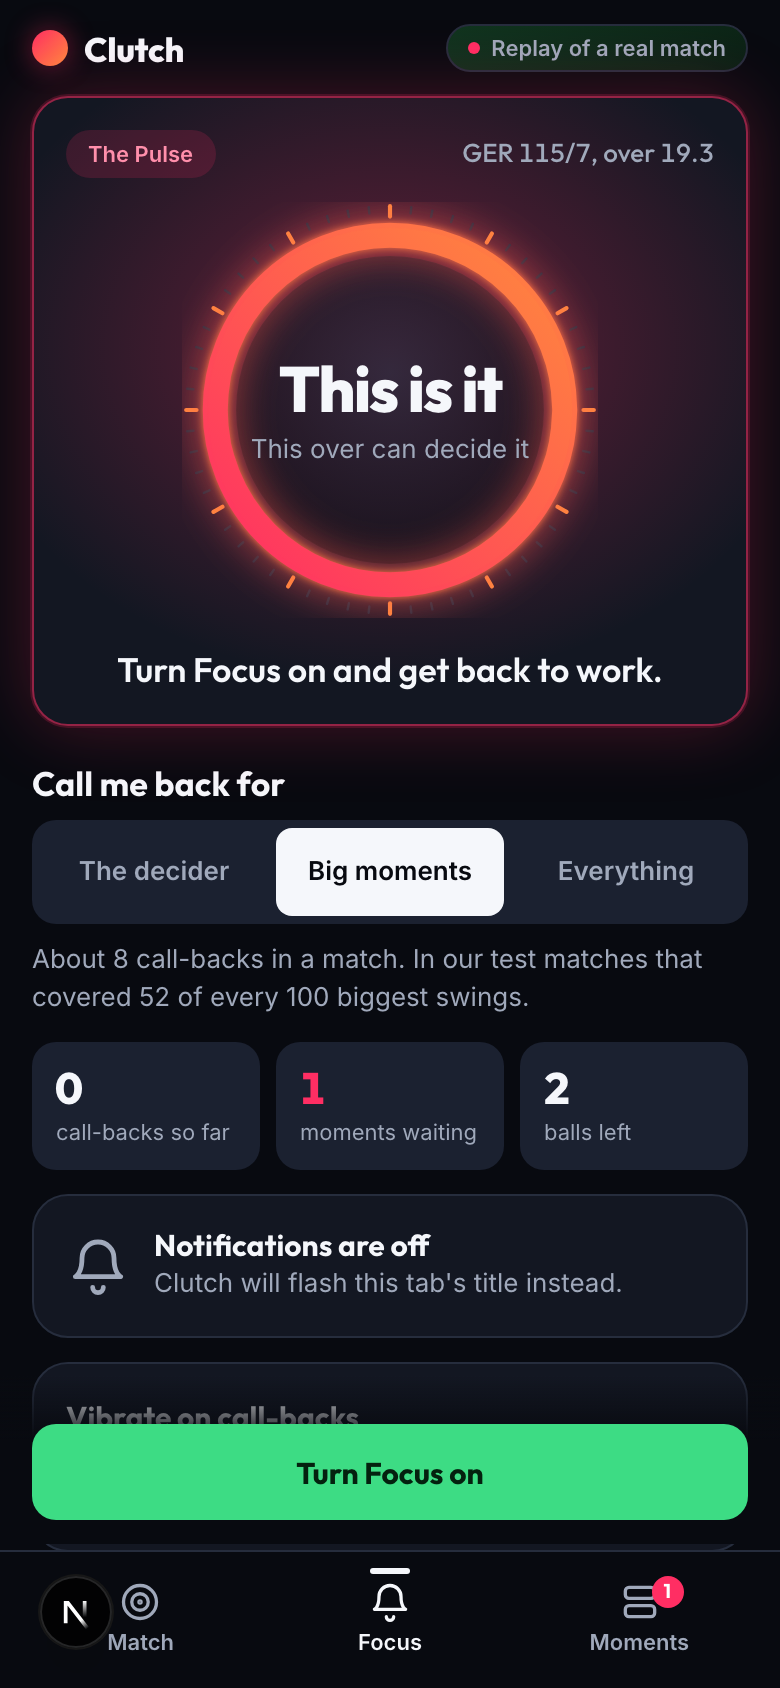 Clutch
Replay of a real match
The Pulse
GER 115/7, over 19.3
This is it
This over can decide it
Turn Focus on and get back to work.
Call me back for
The decider
Big moments
Everything
About 8 call-backs in a match. In our test matches that
covered 52 of every 100 biggest swings.
0
call-backs so far
1
moments waiting
2
balls left
Notifications are off
Clutch will flash this tab's title instead.
Vibrate on call-backs
Turn Focus on
N
Match
Focus
1
Moments